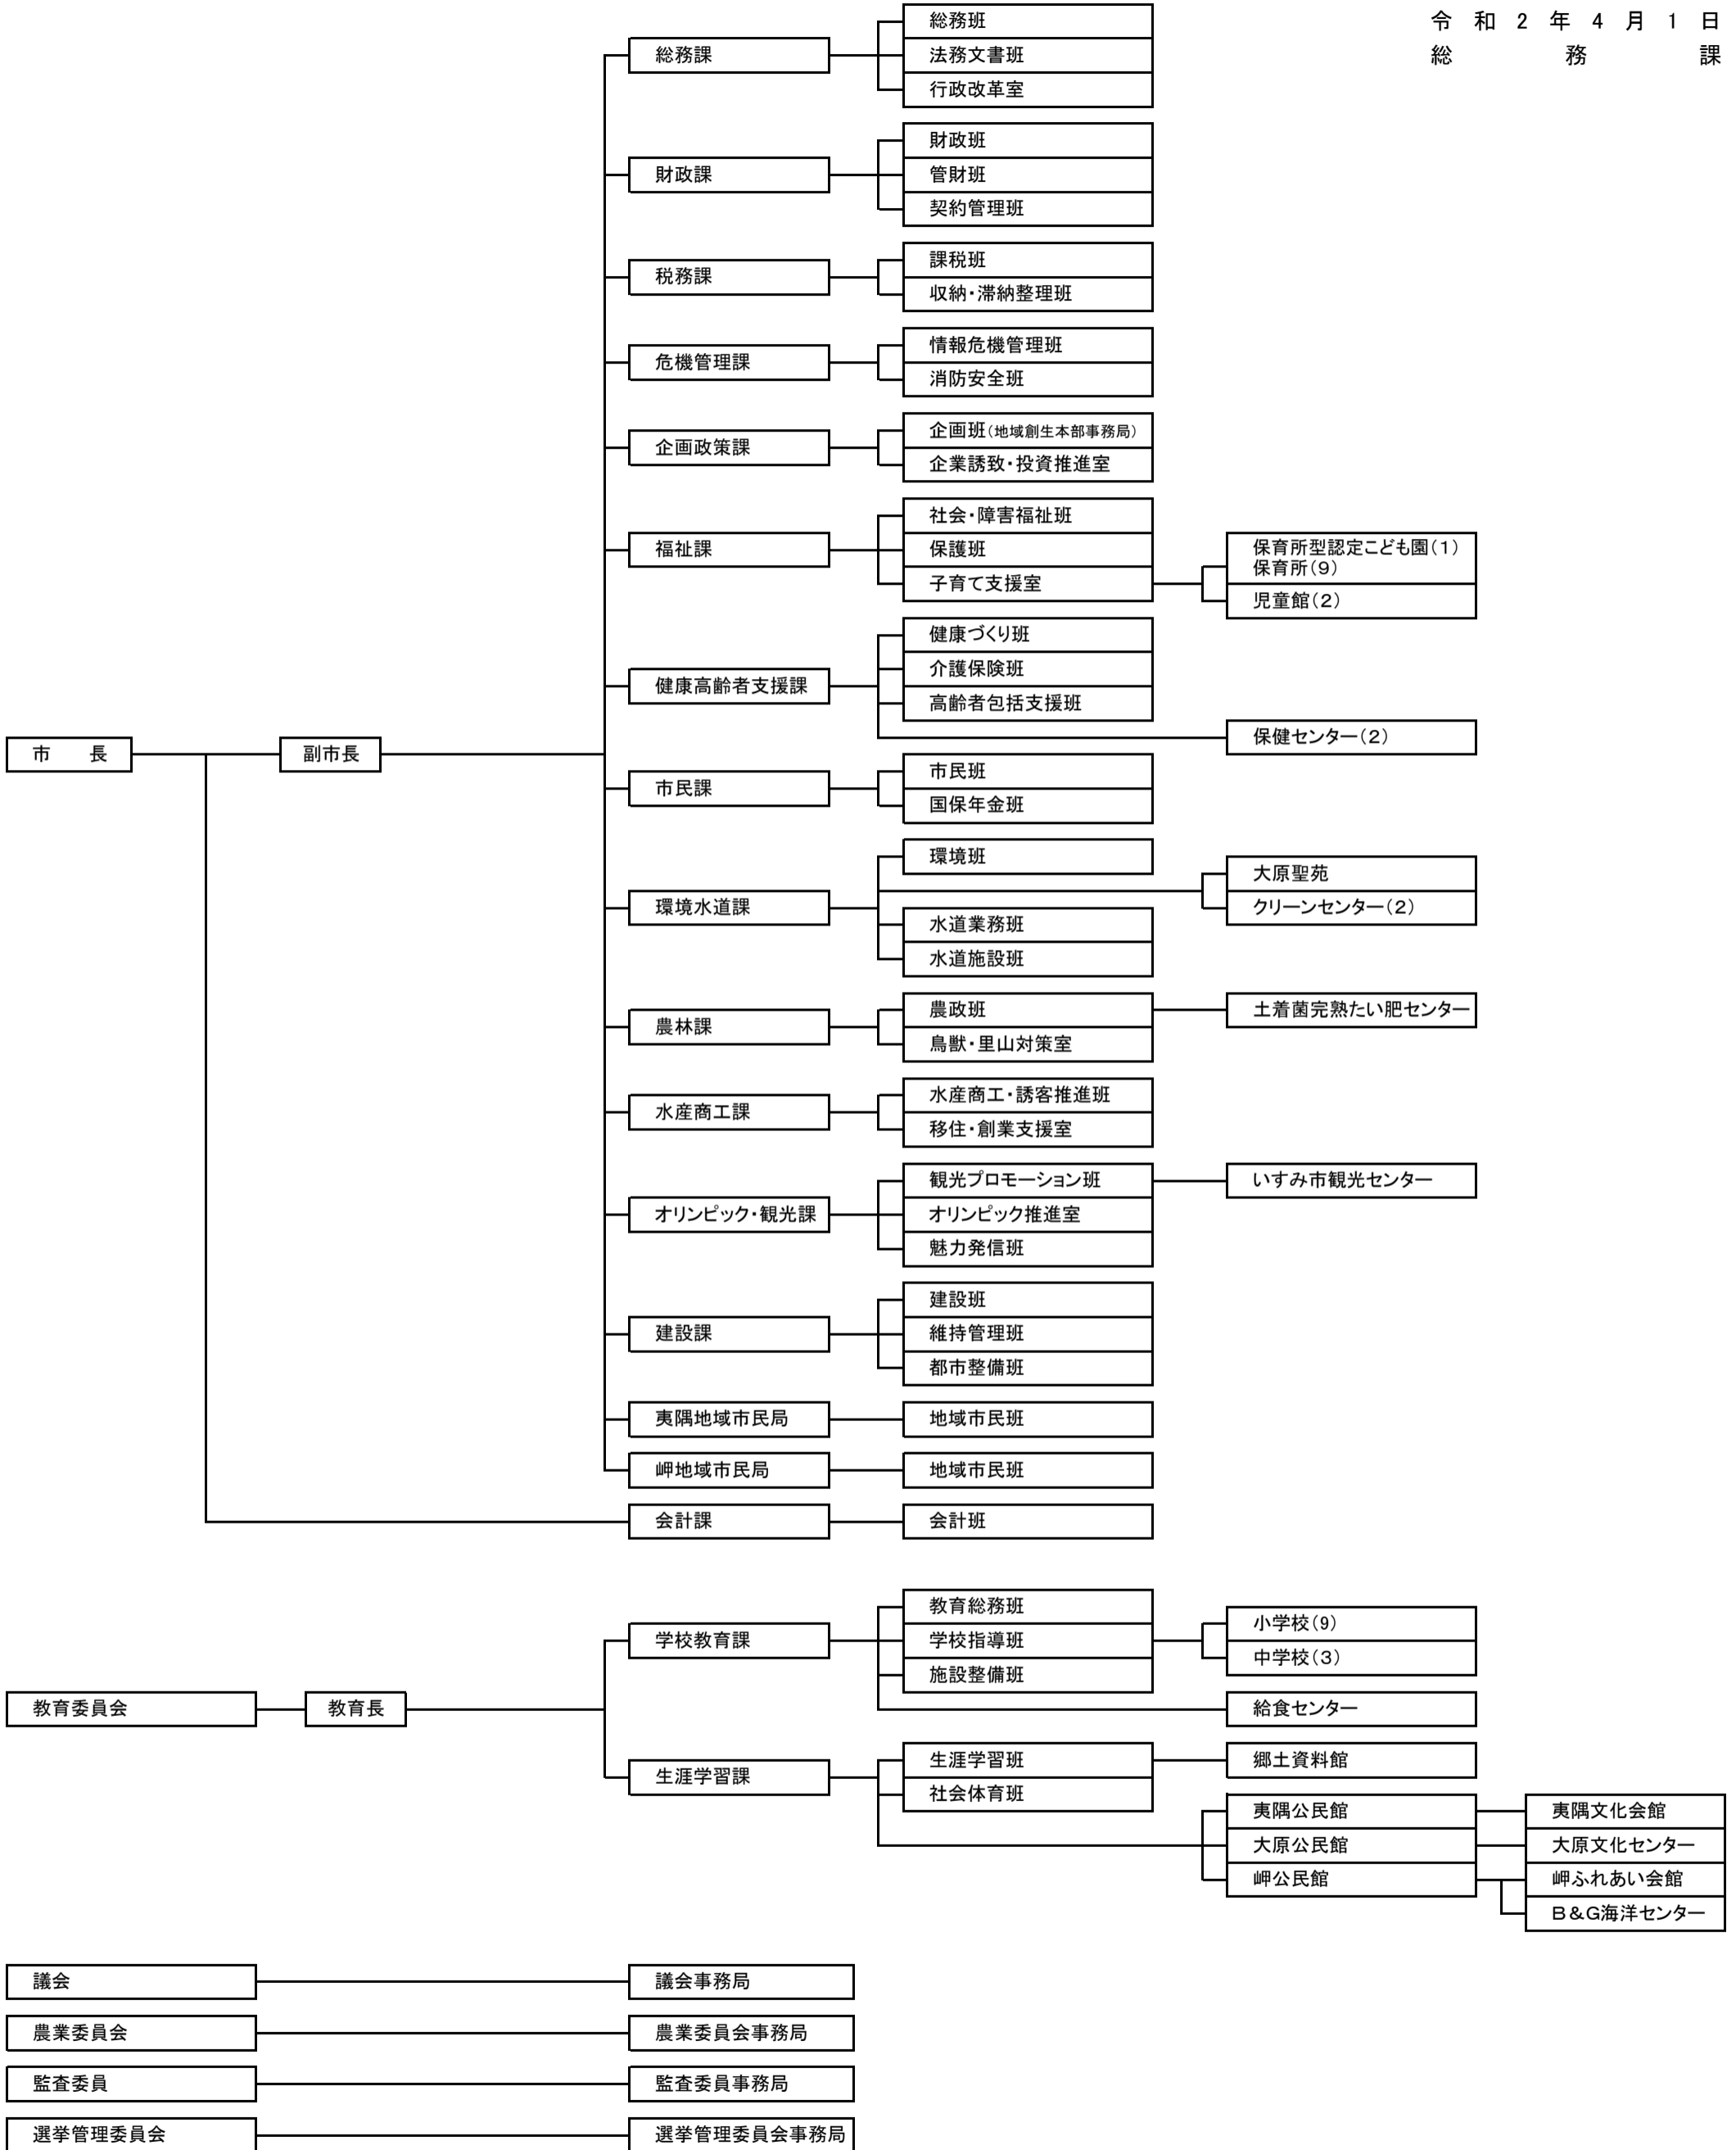 令和2年4月1日
総務課
総務課
総務班
法務文書班
行政改革室
財政課
財政班
管財班
契約管理班
税務課
課税班
収納・滞納整理班
危機管理課
情報危機管理班
消防安全班
企画政策課
企画班(地域創生本部事務局)
企業誘致・投資推進室
福祉課
社会・障害福祉班
保護班
子育て支援室
保育所型認定こども園(1)
保育所(9)
児童館(2)
健康高齢者支援課
健康づくり班
介護保険班
高齢者包括支援班
保健センター(2)
市長
副市長
市民課
市民班
国保年金班
環境水道課
環境班
大原聖苑
クリーンセンター(2)
水道業務班
水道施設班
農林課
農政班
土着菌完熟たい肥センター
鳥獣・里山対策室
水産商工課
水産商工・誘客推進班
移住・創業支援室
オリンピック・観光課
観光プロモーション班
いすみ市観光センター
オリンピック推進室
魅力発信班
建設課
建設班
維持管理班
都市整備班
夷隅地域市民局
地域市民班
岬地域市民局
地域市民班
会計課
会計班
教育委員会
教育長
学校教育課
教育総務班
学校指導班
施設整備班
小学校(9)
中学校(3)
給食センター
生涯学習課
生涯学習班
社会体育班
郷土資料館
夷隅公民館
夷隅文化会館
大原公民館
大原文化センター
岬公民館
岬ふれあい会館
B&G海洋センター
議会
議会事務局
農業委員会
農業委員会事務局
監査委員
監査委員事務局
選挙管理委員会
選挙管理委員会事務局